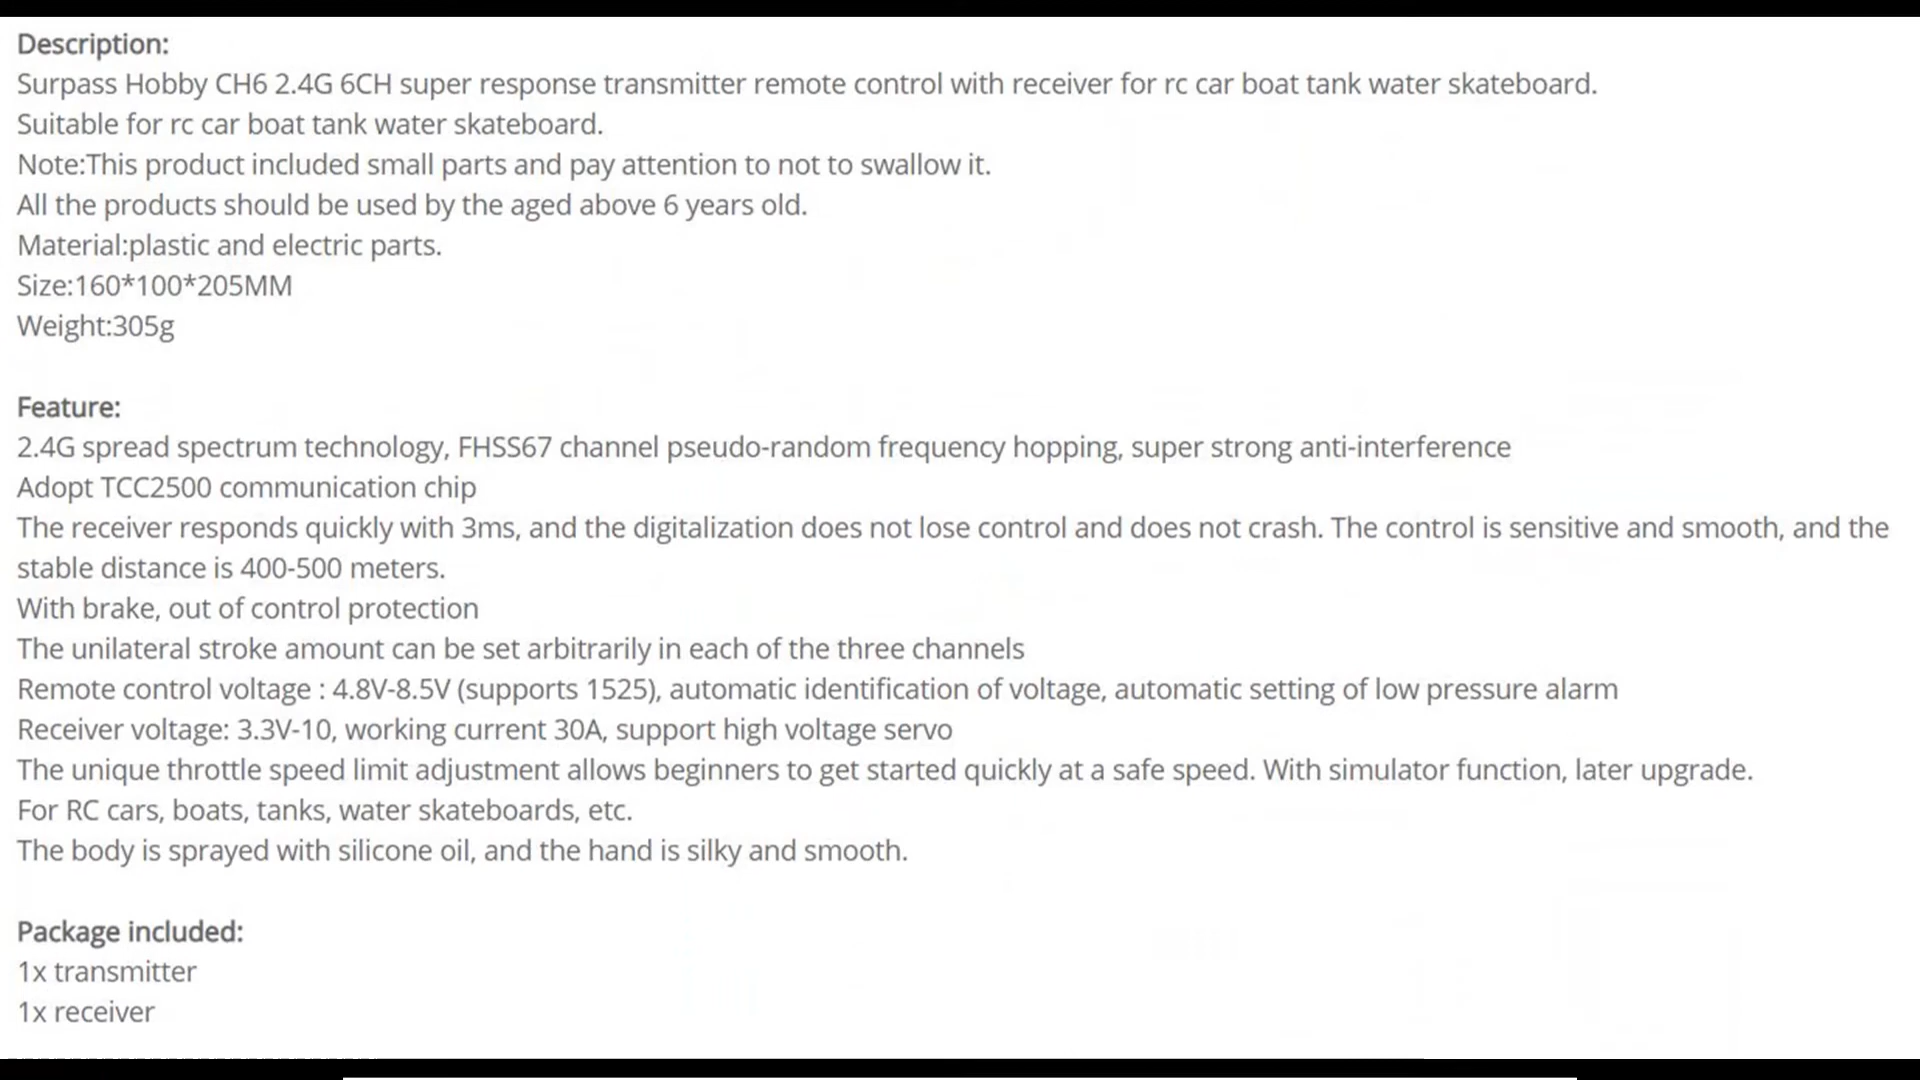 Description:
Surpass Hobby CH6 2.4G 6CH super response transmitter remote control with receiver for rc car boat tank water skateboard.
Suitable for rc car boat tank water skateboard.
Note:This product included small parts and pay attention to not to swallow it.
All the products should be used by the aged above 6 years old.
Material:plastic and electric parts.
Size:160*100*205MM
Weight:305g
Feature:
2.4G spread spectrum technology, FHSS67 channel pseudo-random frequency hopping, super strong anti-interference
Adopt TCC2500 communication chip
The receiver responds quickly with 3ms, and the digitalization does not lose control and does not crash. The control is sensitive and smooth, and the
stable distance is 400-500 meters.
With brake, out of control protection
The unilateral stroke amount can be set arbitrarily in each of the three channels
Remote control voltage : 4.8V-8.5V (supports 1525), automatic identification of voltage, automatic setting of low pressure alarm
Receiver voltage: 3.3V-10, working current 30A, support high voltage servo
The unique throttle speed limit adjustment allows beginners to get started quickly at a safe speed. With simulator function, later upgrade.
For RC cars, boats, tanks, water skateboards, etc.
The body is sprayed with silicone oil, and the hand is silky and smooth.
Package included:
1x transmitter
1x receiver